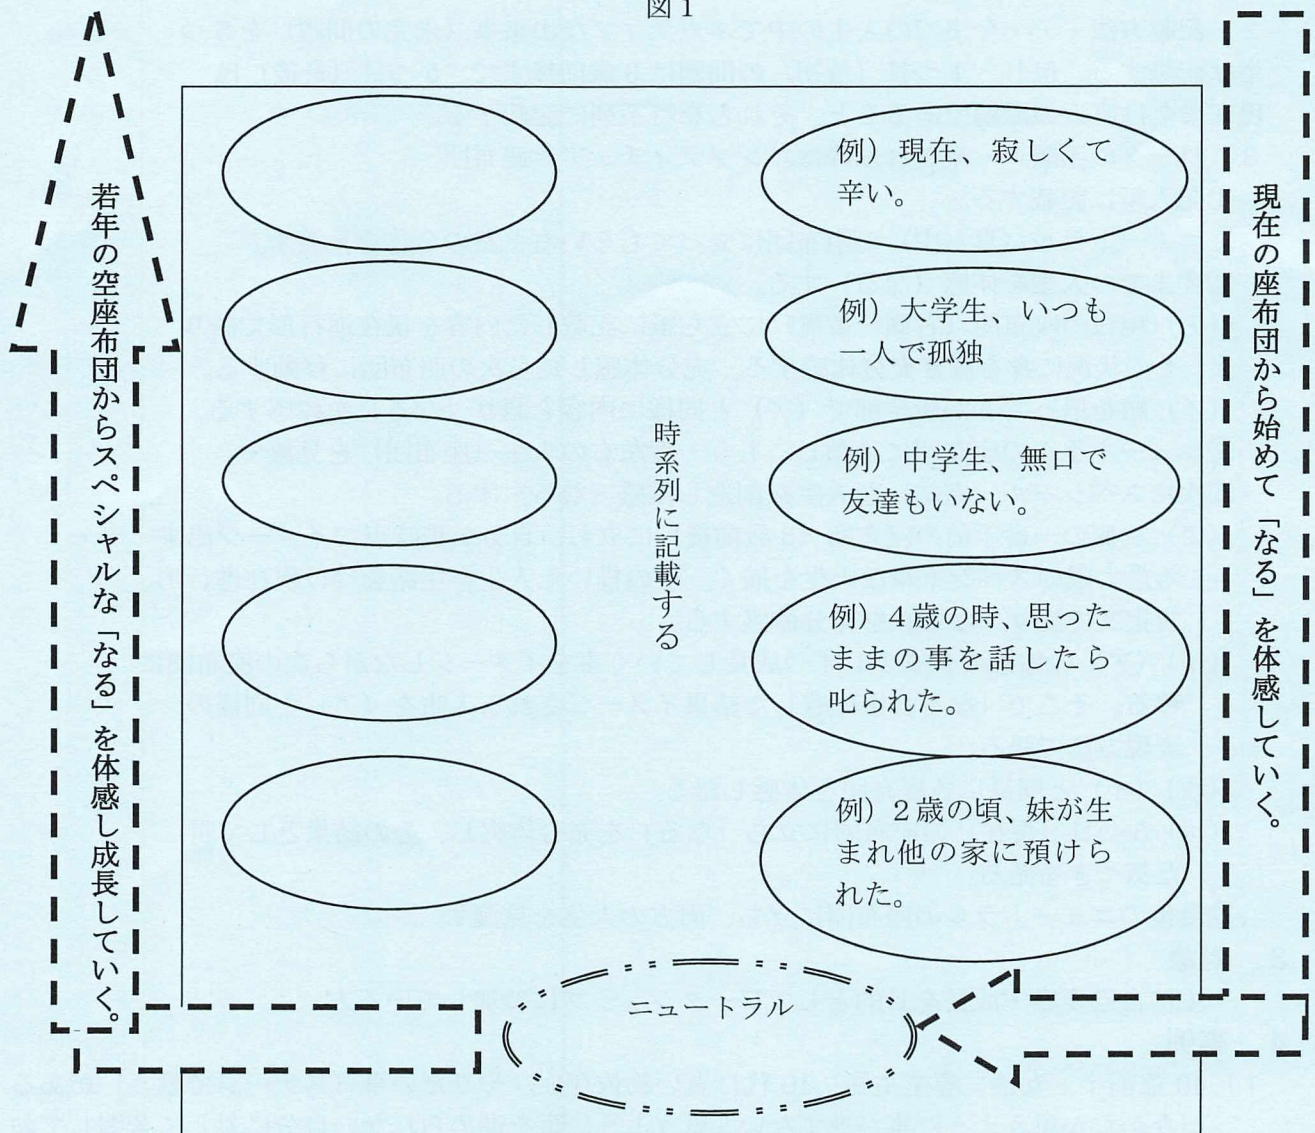 図1
例）現在、寂しくて
辛い。
例）大学生、いつも
一人で孤独
例）中学生、無口で
友達もいない。
例）4歳の時、思った
ままの事を話したら
叱られた。
例）2歳の頃、妹が生
まれ他の家に預けら
れた。
現在の座布団から始めて「なる」を体感していく。
時系列に記載する
若年の空座布団からスペシャルな「なる」を体感し成長していく。
ニュートラル